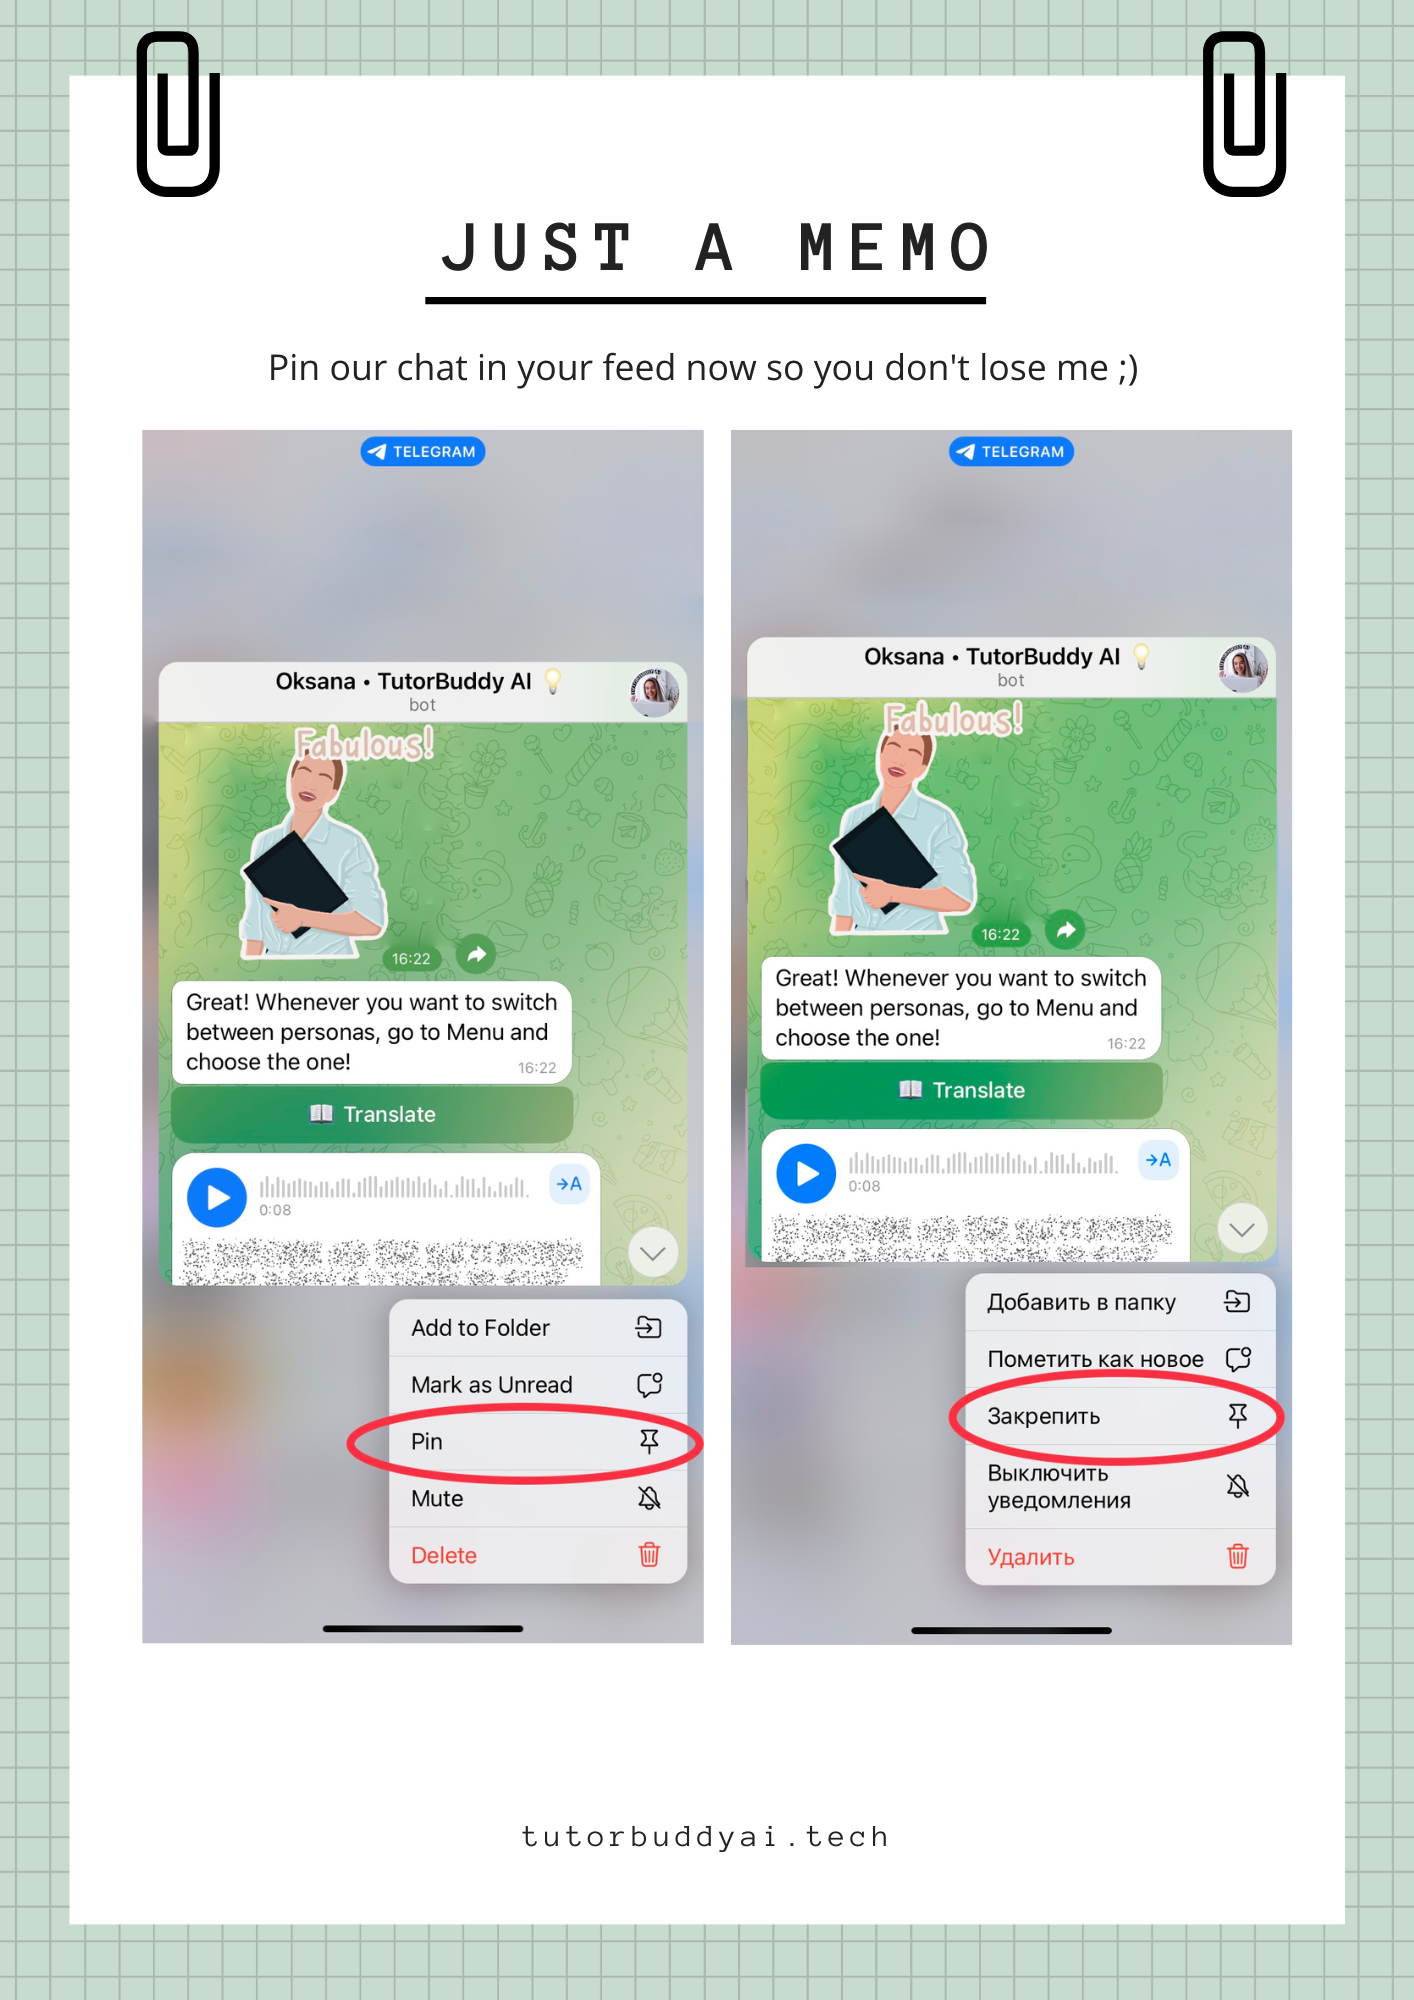 JUST A MEMO
Pin our chat in your feed now so you don't lose me ;)
TELEGRAM
Oksana • TutorBuddy AI 💡
bot
Fabulous!
16:22
Great! Whenever you want to switch
between personas, go to Menu and
choose the one!
16:22
📖 Translate
→A
0:08
Add to Folder
Mark as Unread
Pin
Mute
Delete
TELEGRAM
Oksana • TutorBuddy AI 💡
bot
Fabulous!
16:22
Great! Whenever you want to switch
between personas, go to Menu and
choose the one!
16:22
📖 Translate
→A
0:08
Добавить в папку
Пометить как новое
Закрепить
Выключить
уведомления
Удалить
tutorbuddyai.tech